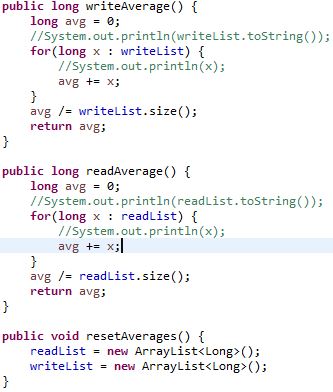 public long writeAverage() {
    long avg = 0;
    //System.out.println(writeList.toString());
    for(long x : writeList) {
        //System.out.println(x);
        avg += x;
    }
    avg /= writeList.size();
    return avg;
}
public long readAverage() {
    long avg = 0;
    //System.out.println(readList.toString());
    for(long x : readList) {
        //System.out.println(x);
        avg += x;
    }
    avg /= readList.size();
    return avg;
}
public void resetAverages() {
    readList = new ArrayList<Long>();
    writeList = new ArrayList<Long>();
}